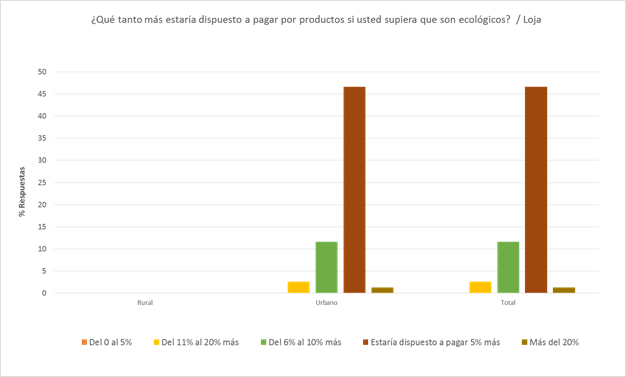 ¿Qué tanto más estaría dispuesto a pagar por productos si usted supiera que son ecológicos? / Loja
50
45
40
35
30
25
20
15
10
5
0
% Respuestas
Rural Urbano Total
Del 0 al 5% Del 11% al 20% más Del 6% al 10% más Estaría dispuesto a pagar 5% más Más del 20%